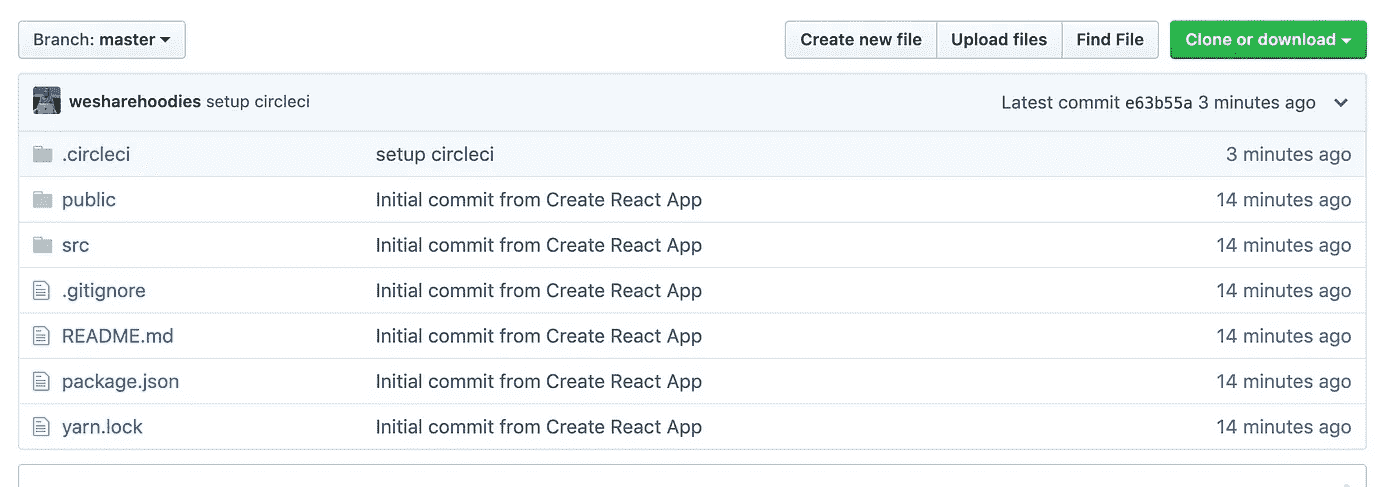 Branch: master Create new file Upload files Find File Clone or download
wesharehoodies setup circleci Latest commit e63b55a 3 minutes ago
.circleci setup circleci 3 minutes ago
public Initial commit from Create React App 14 minutes ago
src Initial commit from Create React App 14 minutes ago
.gitignore Initial commit from Create React App 14 minutes ago
README.md Initial commit from Create React App 14 minutes ago
package.json Initial commit from Create React App 14 minutes ago
yarn.lock Initial commit from Create React App 14 minutes ago